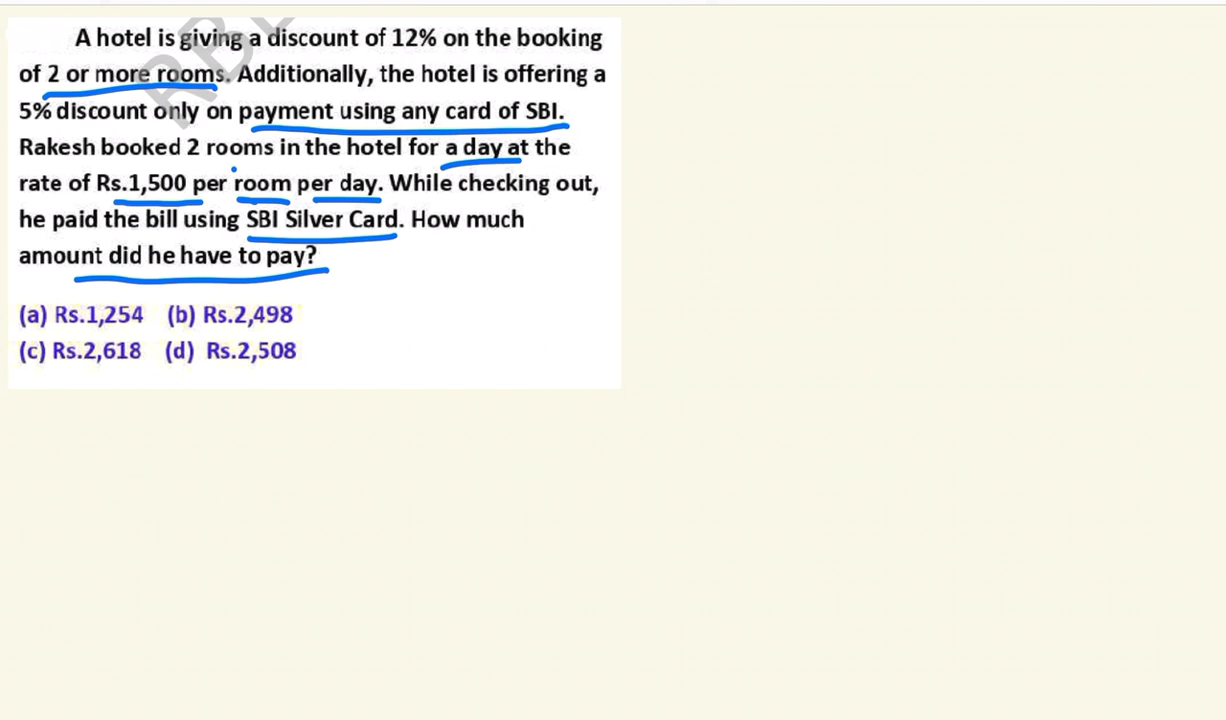 A hotel is giving a discount of 12% on the booking
of 2 or more rooms. Additionally, the hotel is offering a
5% discount only on payment using any card of SBI.
Rakesh booked 2 rooms in the hotel for a day at the
rate of Rs.1,500 per room per day. While checking out,
he paid the bill using SBI Silver Card. How much
amount did he have to pay?
(a) Rs.1,254 (b) Rs.2,498
(c) Rs.2,618 (d) Rs.2,508